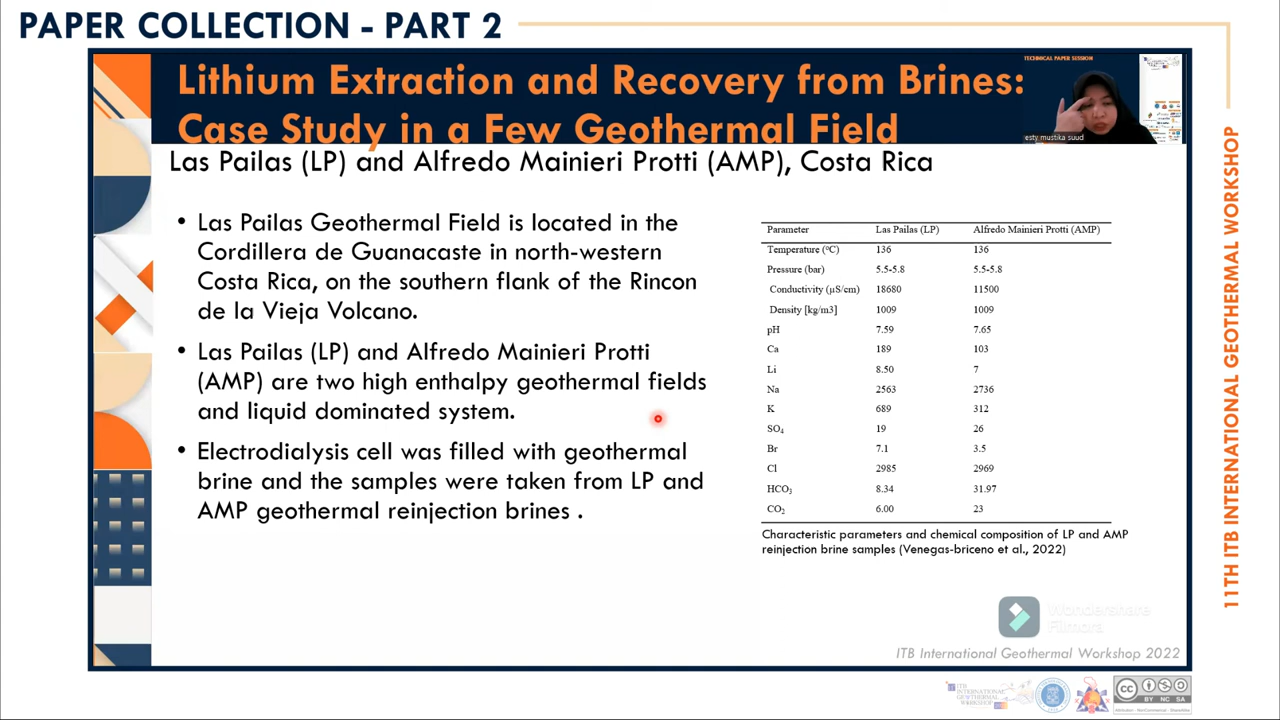 PAPER COLLECTION - PART 2
Lithium Extraction and Recovery from Brines:
Case Study in a Few Geothermal Field
TECHNICAL PAPER SESSION
esty mustika suud
Las Pailas (LP) and Alfredo Mainieri Protti (AMP), Costa Rica
• Las Pailas Geothermal Field is located in the
Cordillera de Guanacaste in north-western
Costa Rica, on the southern flank of the Rincon
de la Vieja Volcano.
• Las Pailas (LP) and Alfredo Mainieri Protti
(AMP) are two high enthalpy geothermal fields
and liquid dominated system.
• Electrodialysis cell was filled with geothermal
brine and the samples were taken from LP and
AMP geothermal reinjection brines .
Parameter Las Pailas (LP) Alfredo Mainieri Protti (AMP)
Temperature (ºC) 136 136
Pressure (bar) 5.5-5.8 5.5-5.8
Conductivity (µS/cm) 18680 11500
Density [kg/m3] 1009 1009
pH 7.59 7.65
Ca 189 103
Li 8.50 7
Na 2563 2736
K 689 312
SO₄ 19 26
Br 7.1 3.5
Cl 2985 2969
HCO₃ 8.34 31.97
CO₂ 6.00 23
Characteristic parameters and chemical composition of LP and AMP
reinjection brine samples (Venegas-briceno et al., 2022)
Wondershare
Filmora
ITB International Geothermal Workshop 2022
11TH ITB INTERNATIONAL GEOTHERMAL WORKSHOP
ITB
INTERNATIONAL
GEOTHERMAL
WORKSHOP
CC
BY NC SA